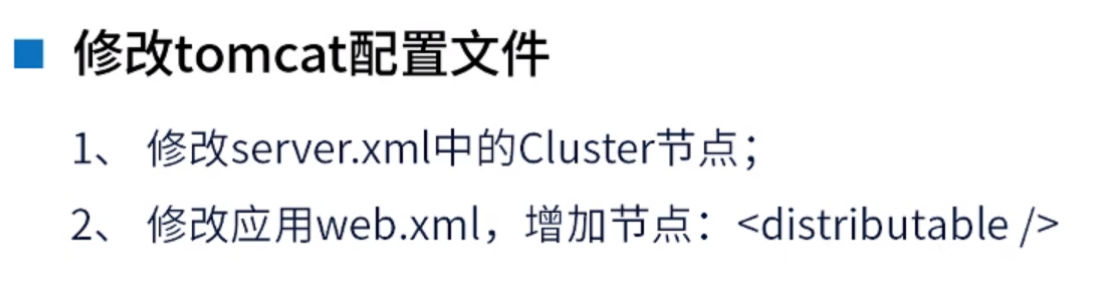 修改tomcat配置文件
1、 修改server.xml中的Cluster节点；
2、 修改应用web.xml，增加节点：<distributable />